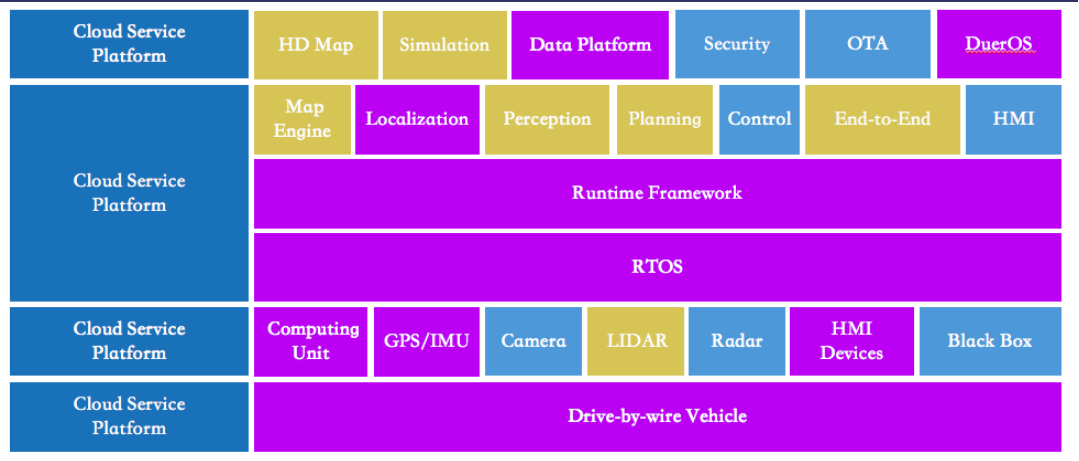 Cloud Service
Platform
HD Map
Simulation
Data Platform
Security
OTA
DuerOS
Cloud Service
Platform
Map
Engine
Localization
Perception
Planning
Control
End-to-End
HMI
Runtime Framework
RTOS
Cloud Service
Platform
Computing
Unit
GPS/IMU
Camera
LIDAR
Radar
HMI
Devices
Black Box
Cloud Service
Platform
Drive-by-wire Vehicle